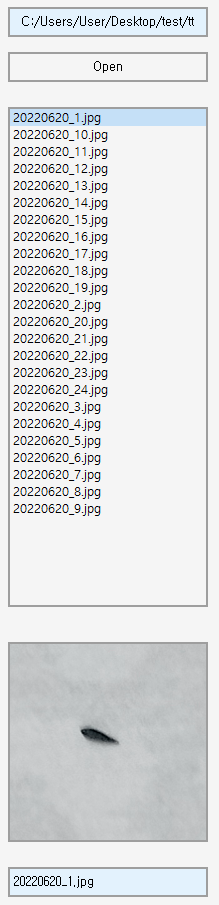 C:/Users/User/Desktop/test/tt
Open
20220620_1.jpg
20220620_10.jpg
20220620_11.jpg
20220620_12.jpg
20220620_13.jpg
20220620_14.jpg
20220620_15.jpg
20220620_16.jpg
20220620_17.jpg
20220620_18.jpg
20220620_19.jpg
20220620_2.jpg
20220620_20.jpg
20220620_21.jpg
20220620_22.jpg
20220620_23.jpg
20220620_24.jpg
20220620_3.jpg
20220620_4.jpg
20220620_5.jpg
20220620_6.jpg
20220620_7.jpg
20220620_8.jpg
20220620_9.jpg
20220620_1.jpg